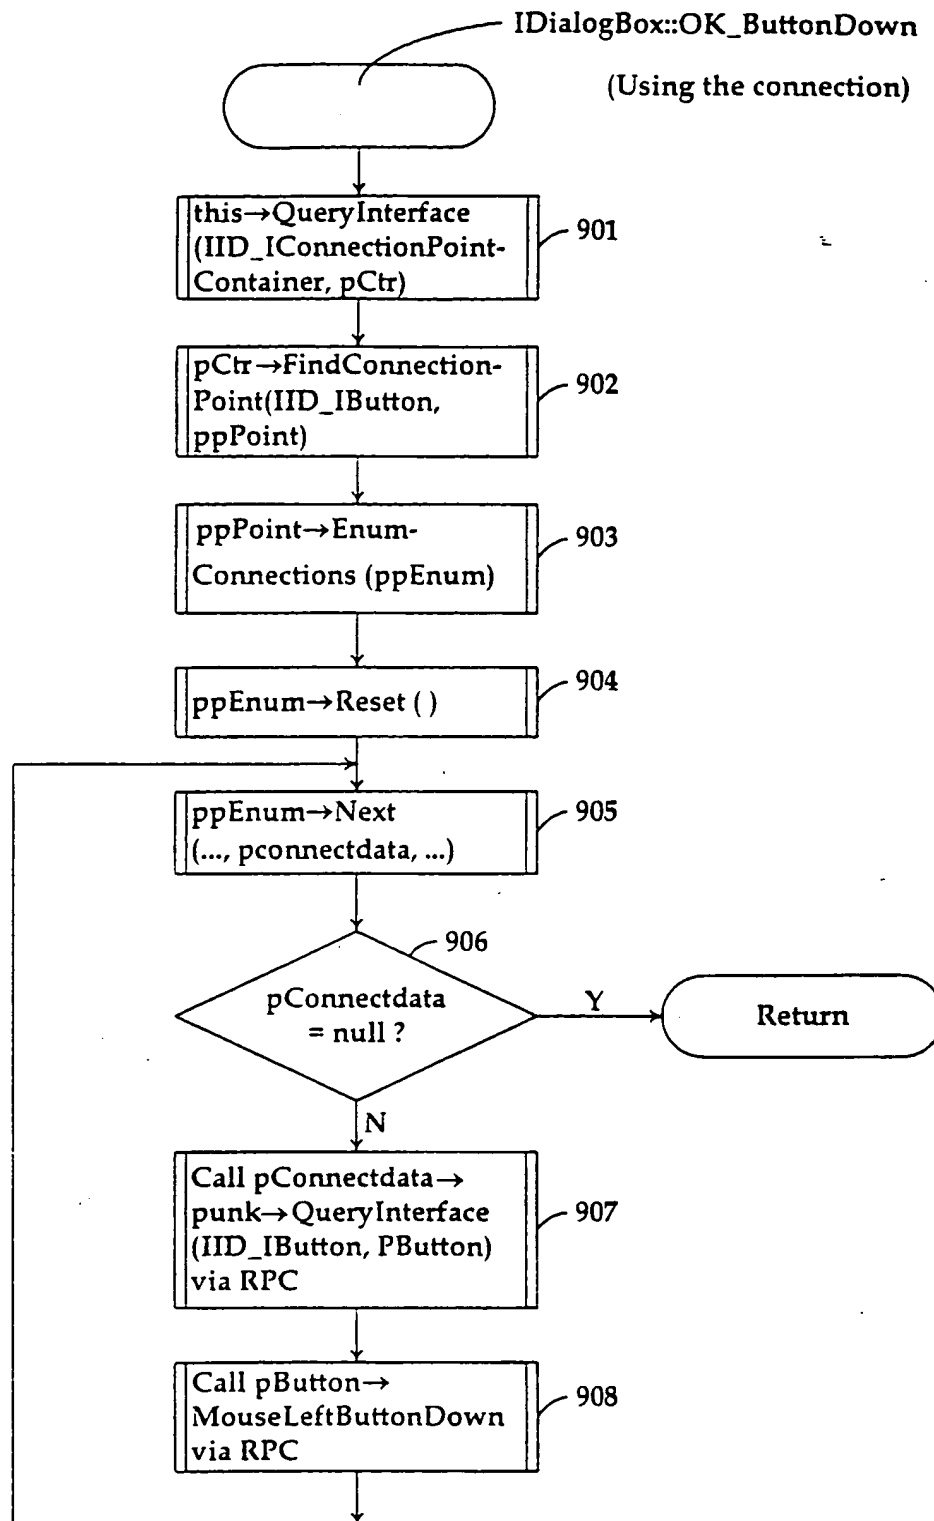 IDialogBox::OK_ButtonDown
(Using the connection)
this→QueryInterface
(IID_IConnectionPoint-
Container, pCtr)
901
pCtr→FindConnection-
Point(IID_IButton,
ppPoint)
902
ppPoint→Enum-
Connections (ppEnum)
903
ppEnum→Reset ( )
904
ppEnum→Next
(..., pconnectdata, ...)
905
906
pConnectdata
= null ?
Y
Return
N
Call pConnectdata→
punk→QueryInterface
(IID_IButton, PButton)
via RPC
907
Call pButton→
MouseLeftButtonDown
via RPC
908